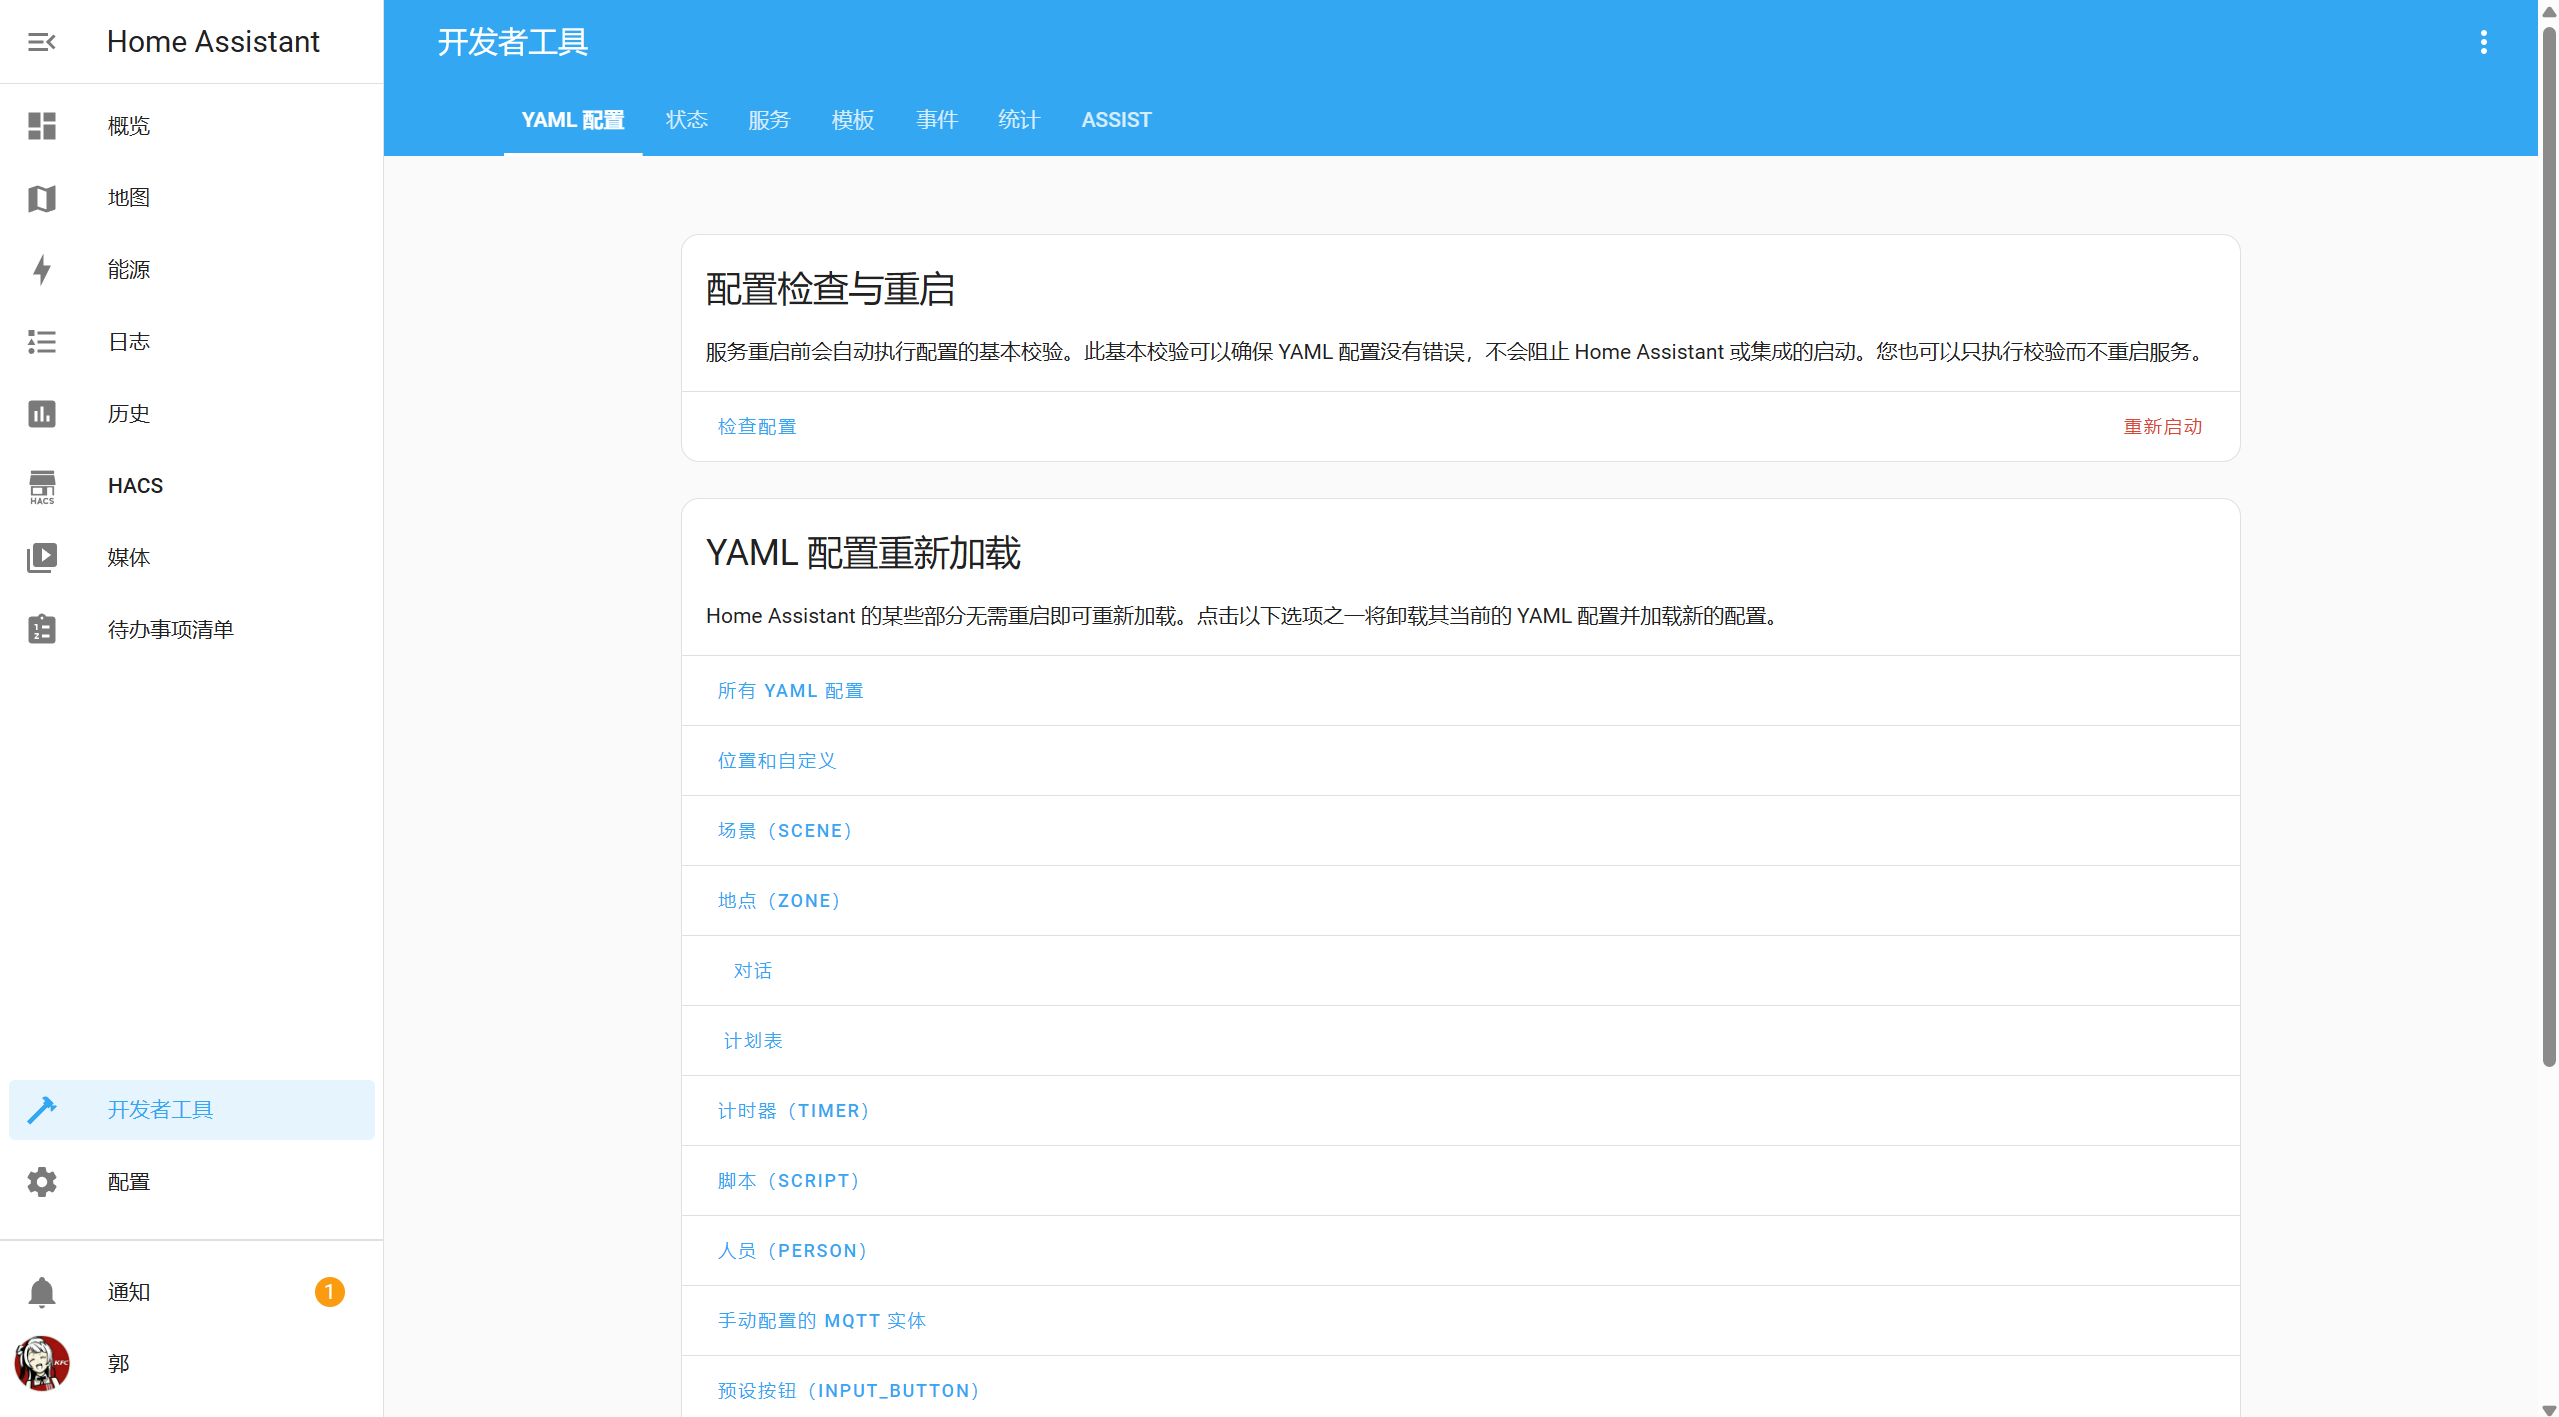 Home Assistant
概览
地图
能源
日志
历史
HACS
HACS
媒体
待办事项清单
开发者工具
配置
通知
1
KFC
郭
开发者工具
YAML 配置
状态
服务
模板
事件
统计
ASSIST
配置检查与重启
服务重启前会自动执行配置的基本校验。此基本校验可以确保 YAML 配置没有错误，不会阻止 Home Assistant 或集成的启动。您也可以只执行校验而不重启服务。
检查配置
重新启动
YAML 配置重新加载
Home Assistant 的某些部分无需重启即可重新加载。点击以下选项之一将卸载其当前的 YAML 配置并加载新的配置。
所有 YAML 配置
位置和自定义
场景（SCENE）
地点（ZONE）
对话
计划表
计时器（TIMER）
脚本（SCRIPT）
人员（PERSON）
手动配置的 MQTT 实体
预设按钮（INPUT_BUTTON）